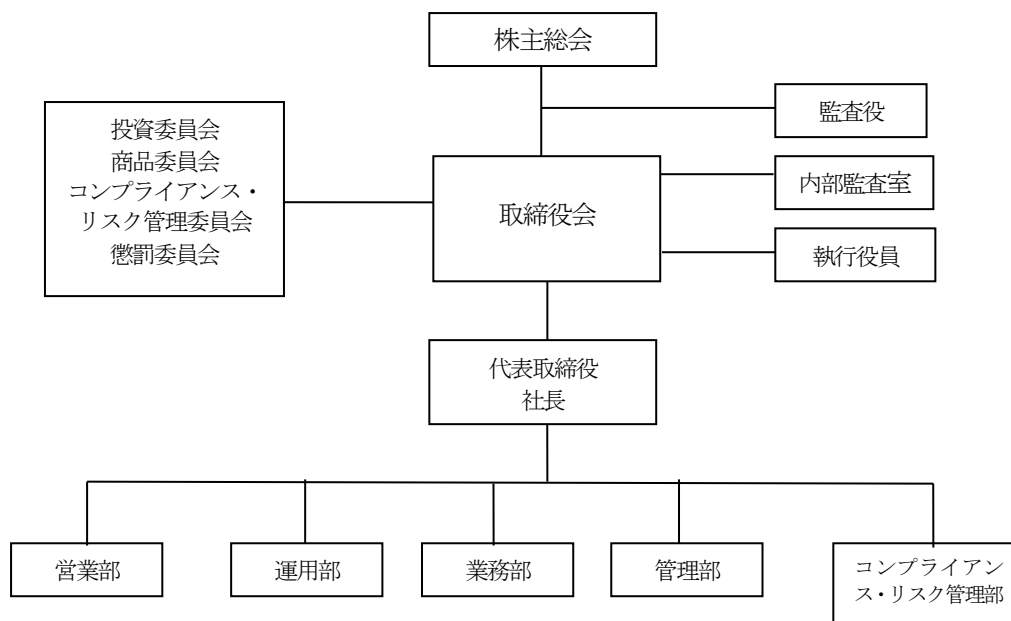 株主総会
監査役
投資委員会
商品委員会
コンプライアンス・
リスク管理委員会
懲罰委員会
取締役会
内部監査室
執行役員
代表取締役
社長
営業部
運用部
業務部
管理部
コンプライアン
ス・リスク管理部